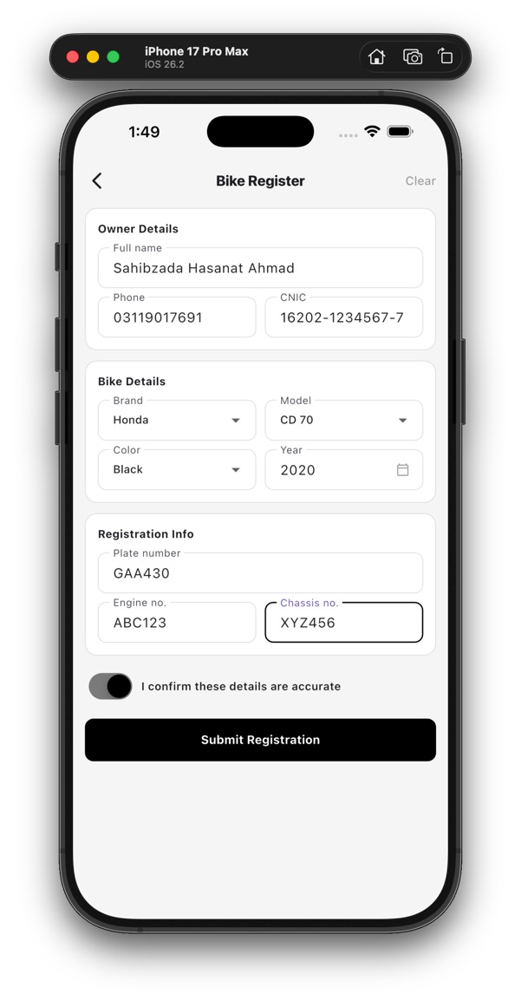 iPhone 17 Pro Max
iOS 26.2
1:49
Bike Register
Clear
Owner Details
Full name
Sahibzada Hasanat Ahmad
Phone
CNIC
03119017691
16202-1234567-7
Bike Details
Brand
Model
Honda
CD 70
Color
Year
Black
2020
Registration Info
Plate number
GAA430
Engine no.
Chassis no.
ABC123
XYZ456
I confirm these details are accurate
Submit Registration